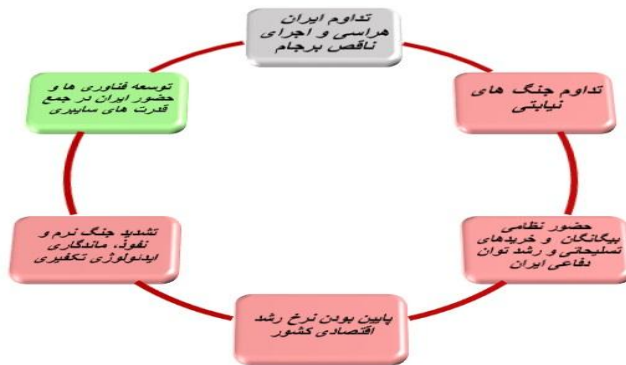 تداوم ایران
هراسی و اجرای
ناقص برجام
تداوم جنگ های
نیابتی
حضور نظامی
بیگانگان و خریدهای
تسلیحاتی و رشد توان
دفاعی ایران
پایین بودن نرخ رشد
اقتصادی کشور
تشدید جنگ نرم و
نفوذ، ماندگاری
ایدئولوژی تکفیری
توسعه فناوری ها و
حضور ایران در جمع
قدرت های سایبری